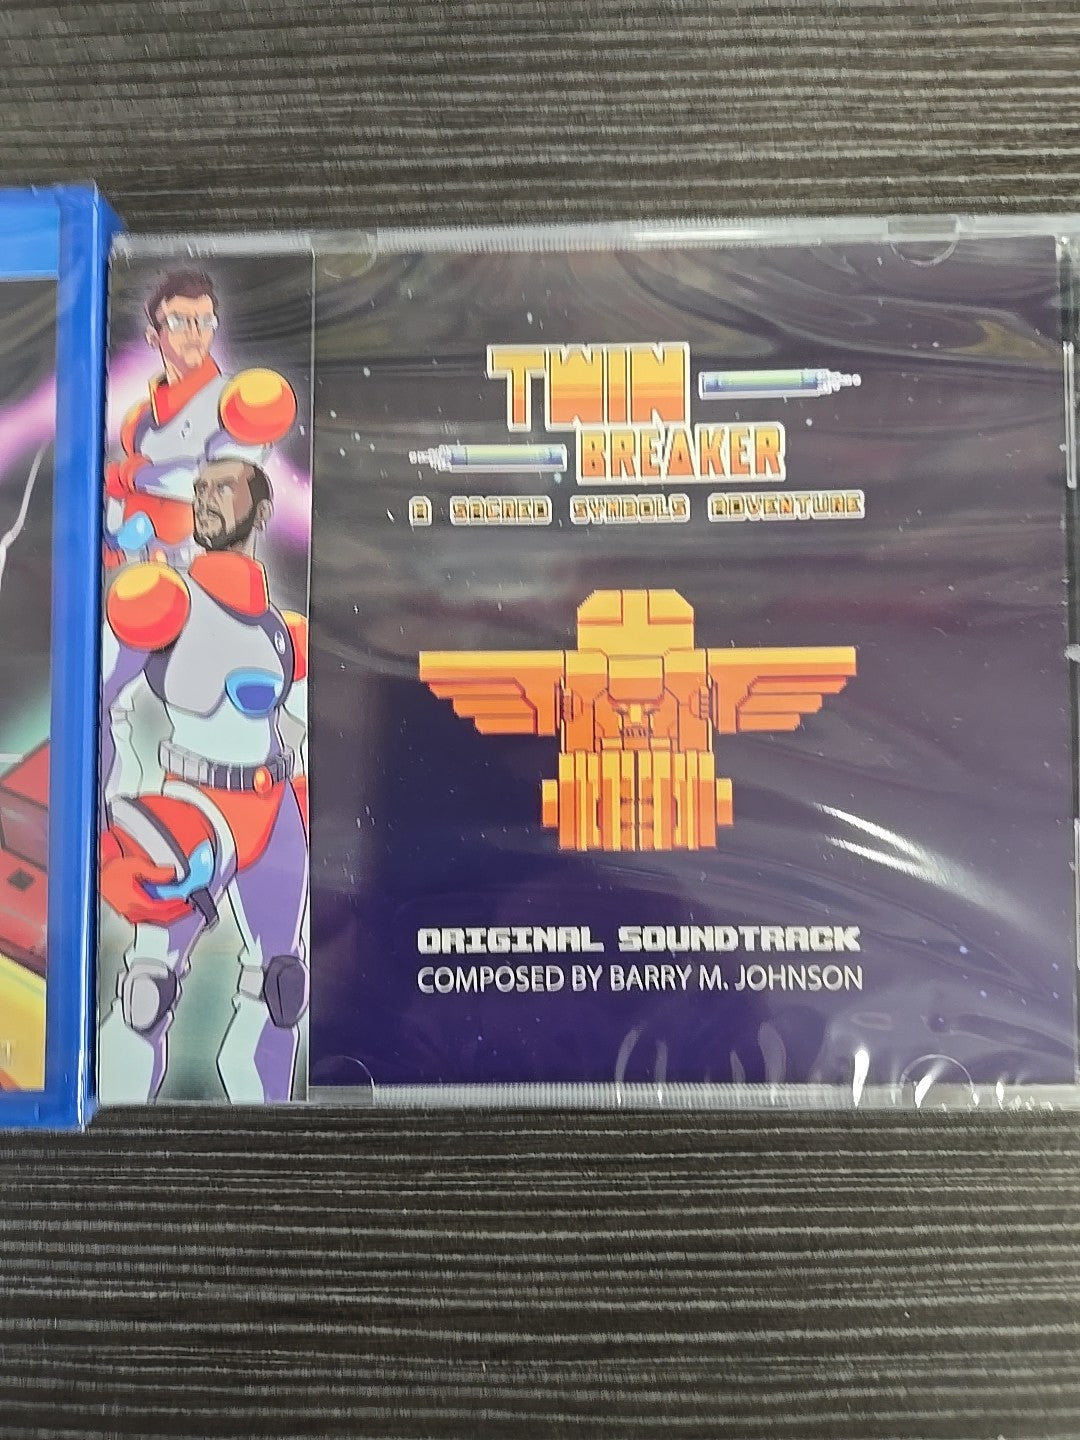 TWIN
BREAKER
A SACRED SYMBOLS ADVENTURE
ORIGINAL SOUNDTRACK
COMPOSED BY BARRY M. JOHNSON